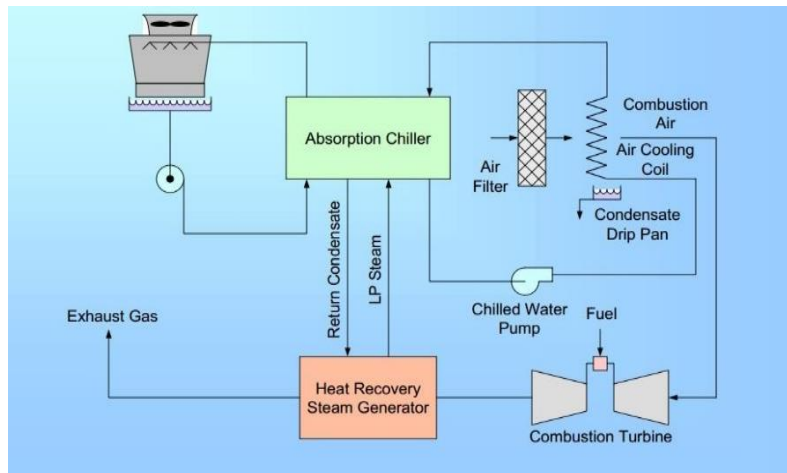 Absorption Chiller
Combustion
Air
Air Cooling
Coil
Air
Filter
Condensate
Drip Pan
Return Condensate
LP Steam
Chilled Water
Pump
Fuel
Exhaust Gas
Heat Recovery
Steam Generator
Combustion Turbine